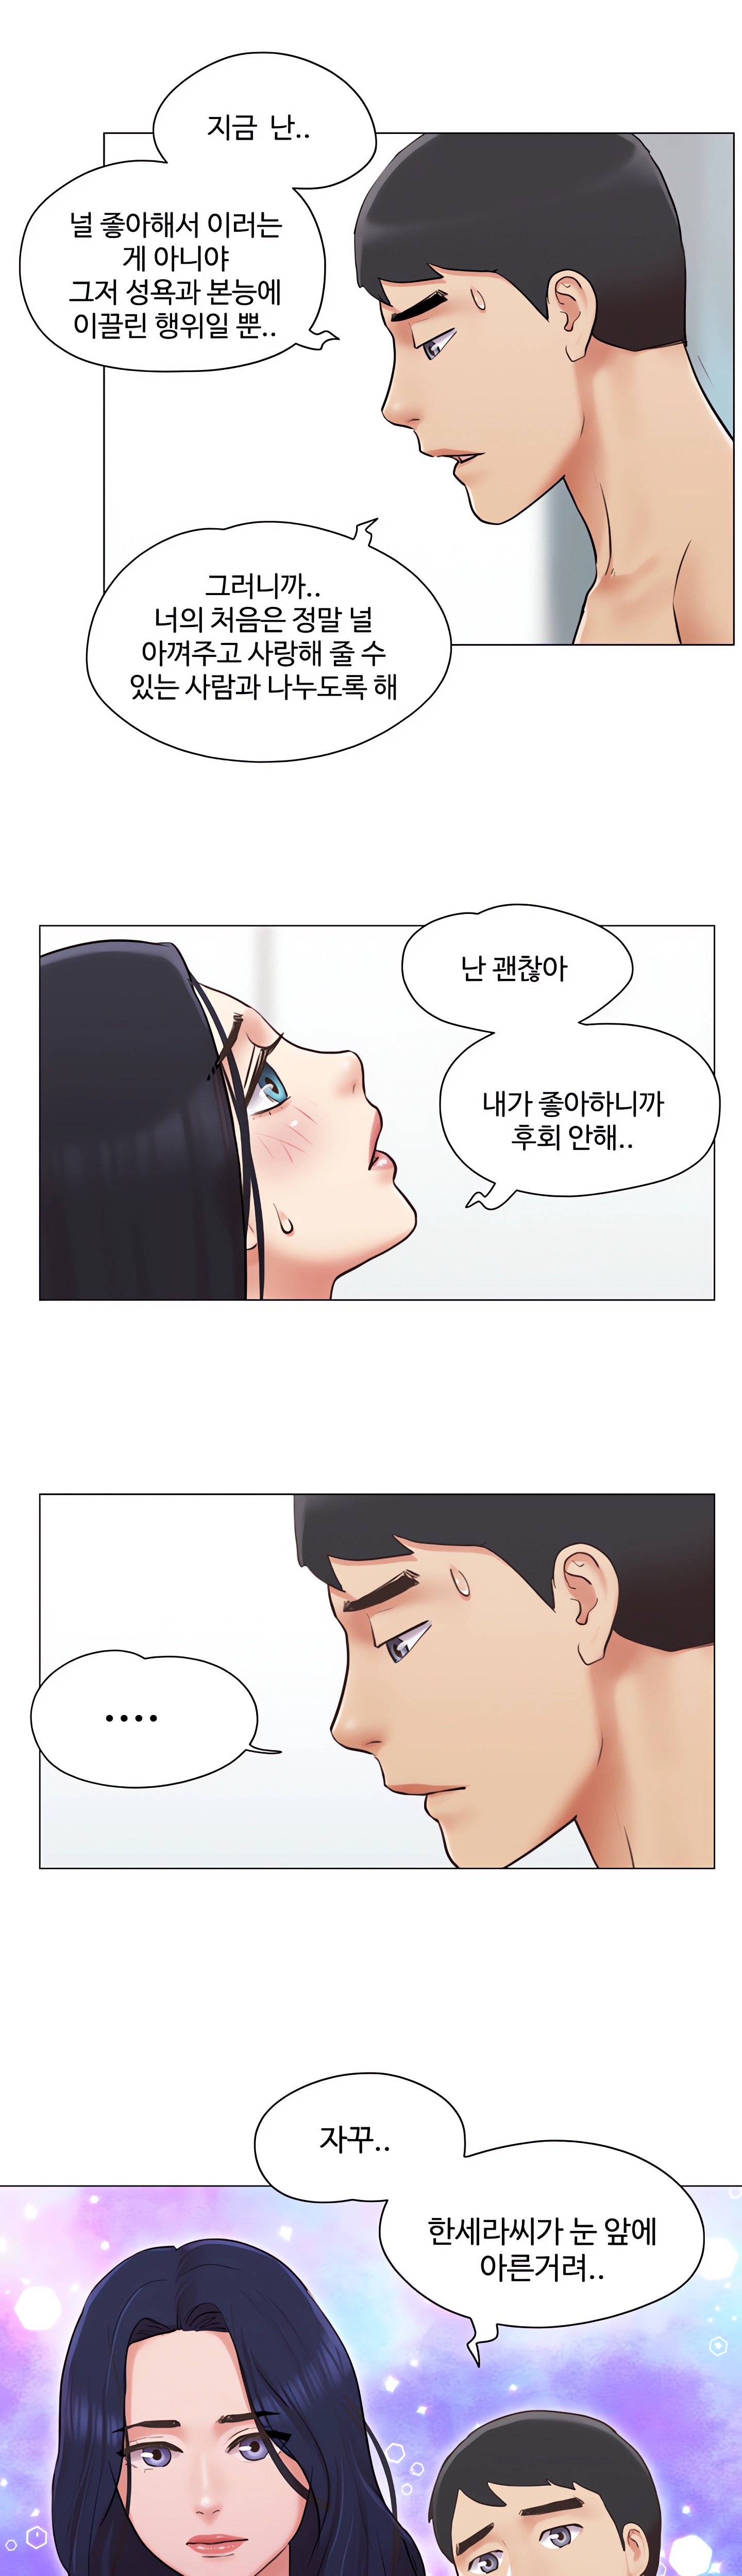 지금 난..
널 좋아해서 이러는
게 아니야
그저 성욕과 본능에
이끌린 행위일 뿐..
그러니까..
너의 처음은 정말 널
아껴주고 사랑해 줄 수
있는 사람과 나누도록 해
난 괜찮아
내가 좋아하니까
후회 안해..
····
자꾸..
한세라씨가 눈 앞에
아른거려..